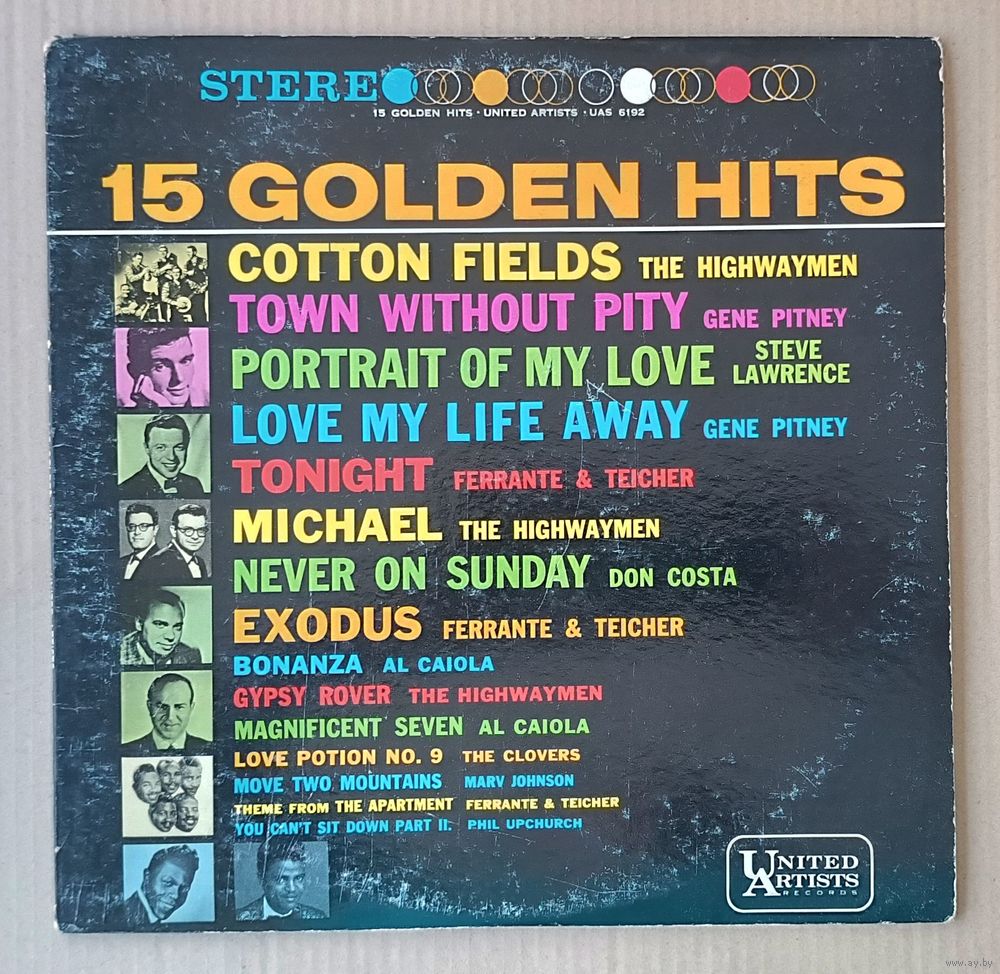 STEREO
15 GOLDEN HITS · UNITED ARTISTS · UAS 6192
15 GOLDEN HITS
COTTON FIELDS THE HIGHWAYMEN
TOWN WITHOUT PITY GENE PITNEY
PORTRAIT OF MY LOVE STEVE LAWRENCE
LOVE MY LIFE AWAY GENE PITNEY
TONIGHT FERRANTE & TEICHER
MICHAEL THE HIGHWAYMEN
NEVER ON SUNDAY DON COSTA
EXODUS FERRANTE & TEICHER
BONANZA AL CAIOLA
GYPSY ROVER THE HIGHWAYMEN
MAGNIFICENT SEVEN AL CAIOLA
LOVE POTION NO. 9 THE CLOVERS
MOVE TWO MOUNTAINS MARV JOHNSON
THEME FROM THE APARTMENT FERRANTE & TEICHER
YOU CAN'T SIT DOWN PART II. PHIL UPCHURCH
UNITED
ARTISTS
RECORDS
www.ay.by